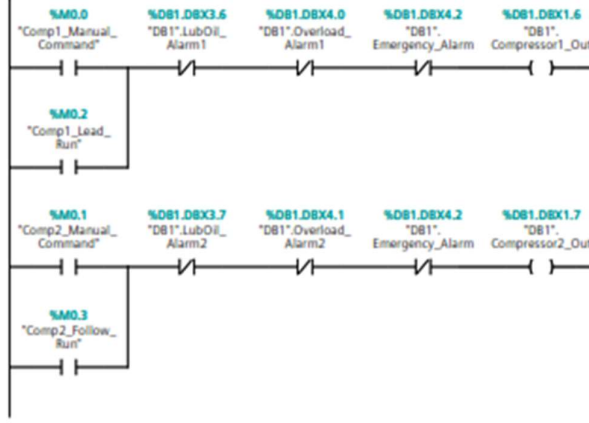 %M0.0 %DB1.DBX3.6 %DB1.DBX4.0 %DB1.DBX4.2 %DB1.DBX1.6
"Comp1_Manual_ "DB1".LubOil_ "DB1".Overload_ "DB1". "DB1".
Command" Alarm1 Alarm1 Emergency_Alarm Compressor1_Out
%M0.2
"Comp1_Lead_
Run"
%M0.1 %DB1.DBX3.7 %DB1.DBX4.1 %DB1.DBX4.2 %DB1.DBX1.7
"Comp2_Manual_ "DB1".LubOil_ "DB1".Overload_ "DB1". "DB1".
Command" Alarm2 Alarm2 Emergency_Alarm Compressor2_Out
%M0.3
"Comp2_Follow_
Run"